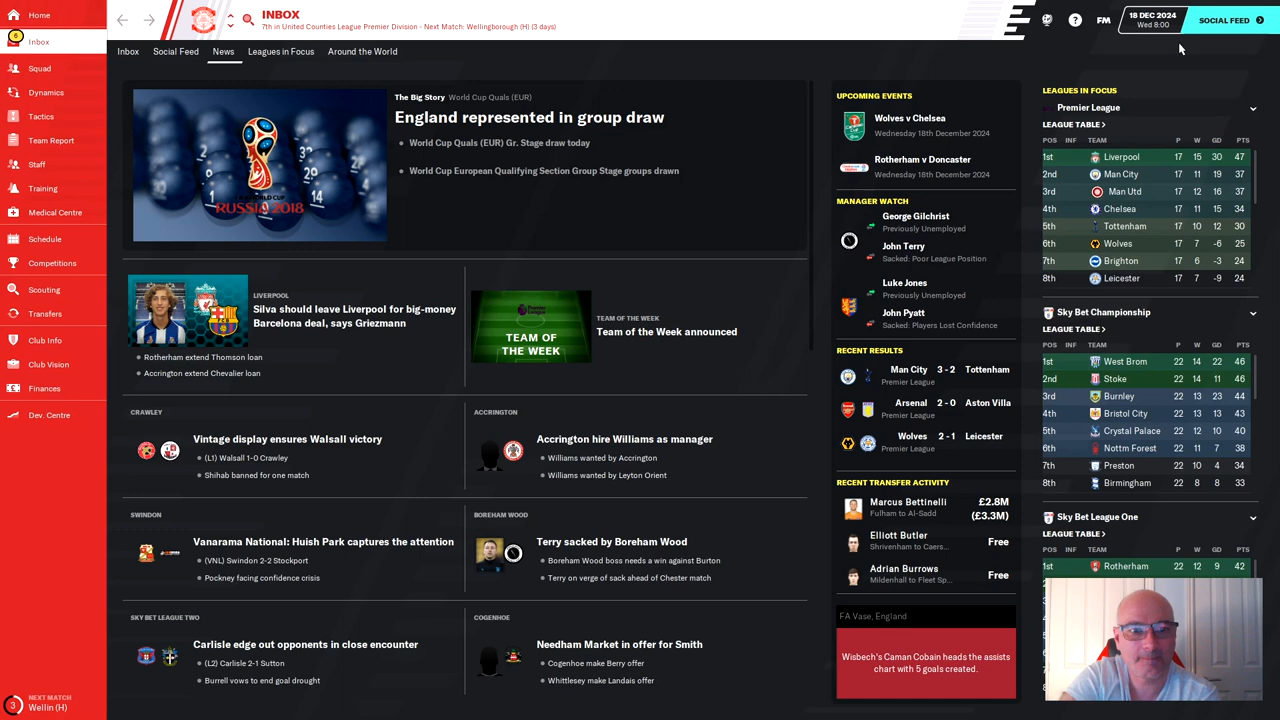 Home
6
Inbox
Squad
Dynamics
Tactics
Team Report
Staff
Training
Medical Centre
Schedule
Competitions
Scouting
Transfers
Club Info
Club Vision
Finances
Dev. Centre
3
NEXT MATCH
Wellin (H)
INBOX
7th in United Counties League Premier Division - Next Match: Wellingborough (H) (3 days)
?
FM
18 DEC 2024
Wed 8:00
SOCIAL FEED
Inbox Social Feed News Leagues in Focus Around the World
The Big Story World Cup Quals (EUR)
England represented in group draw
World Cup Quals (EUR) Gr. Stage draw today
World Cup European Qualifying Section Group Stage groups drawn
RUSSIA 2018
LIVERPOOL
Silva should leave Liverpool for big-money
Barcelona deal, says Griezmann
Rotherham extend Thomson loan
Accrington extend Chevalier loan
TEAM OF
THE WEEK
TEAM OF THE WEEK
Team of the Week announced
CRAWLEY
Vintage display ensures Walsall victory
(L1) Walsall 1-0 Crawley
Shihab banned for one match
ACCRINGTON
Accrington hire Williams as manager
Williams wanted by Accrington
Williams wanted by Leyton Orient
SWINDON
Vanarama National: Huish Park captures the attention
(VNL) Swindon 2-2 Stockport
Pockney facing confidence crisis
BOREHAM WOOD
Terry sacked by Boreham Wood
Boreham Wood boss needs a win against Burton
Terry on verge of sack ahead of Chester match
SKY BET LEAGUE TWO
Carlisle edge out opponents in close encounter
(L2) Carlisle 2-1 Sutton
Burrell vows to end goal drought
COGENHOE
Needham Market in offer for Smith
Cogenhoe make Berry offer
Whittlesey make Landais offer
UPCOMING EVENTS
Wolves v Chelsea
Wednesday 18th December 2024
Rotherham v Doncaster
Wednesday 18th December 2024
MANAGER WATCH
George Gilchrist
Previously Unemployed
John Terry
Sacked: Poor League Position
Luke Jones
Previously Unemployed
John Pyatt
Sacked: Players Lost Confidence
RECENT RESULTS
Man City 3 - 2 Tottenham
Premier League
Arsenal 2 - 0 Aston Villa
Premier League
Wolves 2 - 1 Leicester
Premier League
RECENT TRANSFER ACTIVITY
Marcus Bettinelli £2.8M
Fulham to Al-Sadd (£3.3M)
Elliott Butler Free
Shrivenham to Caers...
Adrian Burrows Free
Mildenhall to Fleet Sp...
FA Vase, England
Wisbech's Caman Cobain heads the assists
chart with 5 goals created.
LEAGUES IN FOCUS
Premier League
LEAGUE TABLE >
POS INF TEAM P W GD PTS
1st Liverpool 17 15 30 47
2nd Man City 17 11 19 37
3rd Man Utd 17 12 16 37
4th Chelsea 17 11 15 34
5th Tottenham 17 10 12 30
6th Wolves 17 7 -6 25
7th Brighton 17 6 -3 24
8th Leicester 17 7 -9 24
Sky Bet Championship
LEAGUE TABLE >
POS INF TEAM P W GD PTS
1st West Brom 22 14 22 46
2nd Stoke 22 14 11 46
3rd Burnley 22 13 23 44
4th Bristol City 22 13 13 43
5th Crystal Palace 22 12 10 40
6th Nottm Forest 22 11 7 38
7th Preston 22 10 4 34
8th Birmingham 22 8 8 33
Sky Bet League One
LEAGUE TABLE >
POS INF TEAM P W GD PTS
1st Rotherham 22 12 9 42